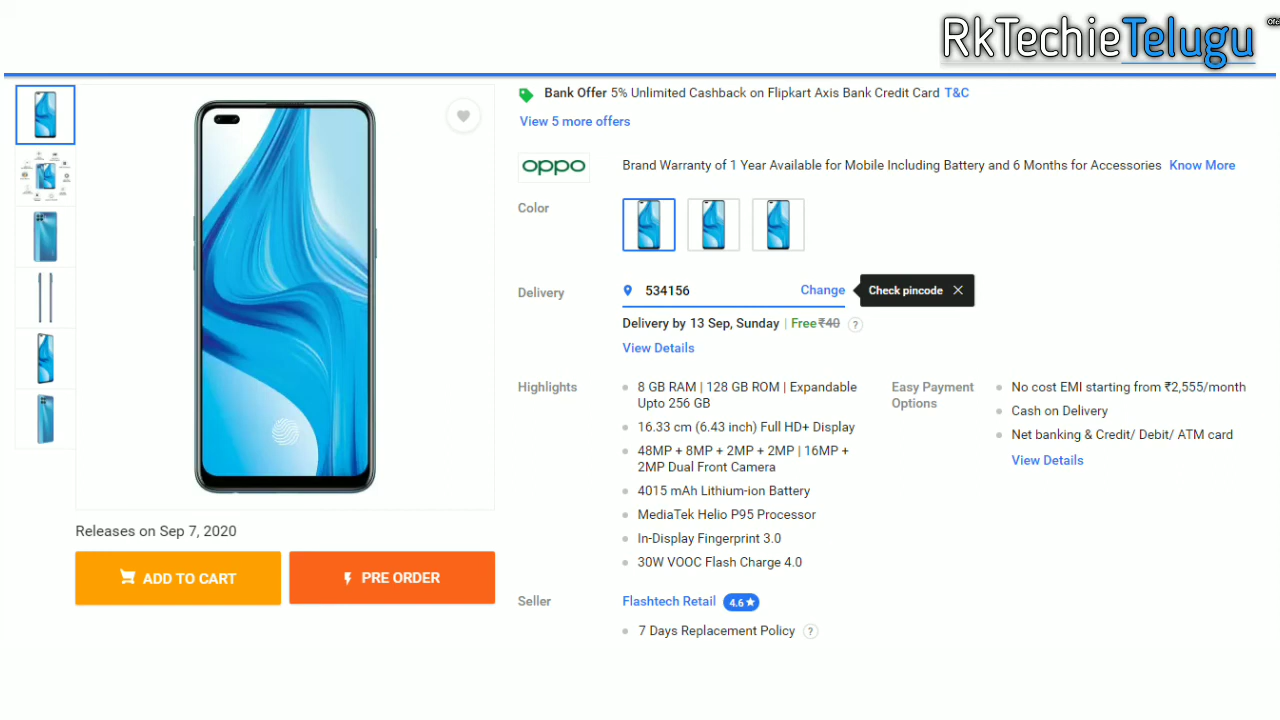 RkTechieTelugu
Bank Offer 5% Unlimited Cashback on Flipkart Axis Bank Credit Card T&C
View 5 more offers
oppo
Brand Warranty of 1 Year Available for Mobile Including Battery and 6 Months for Accessories Know More
Color
Delivery
534156
Change
Check pincode
Delivery by 13 Sep, Sunday | Free ₹40 ?
View Details
Highlights
8 GB RAM | 128 GB ROM | Expandable
Upto 256 GB
16.33 cm (6.43 inch) Full HD+ Display
48MP + 8MP + 2MP + 2MP | 16MP +
2MP Dual Front Camera
4015 mAh Lithium-ion Battery
MediaTek Helio P95 Processor
In-Display Fingerprint 3.0
30W VOOC Flash Charge 4.0
Easy Payment
Options
No cost EMI starting from ₹2,555/month
Cash on Delivery
Net banking & Credit/ Debit/ ATM card
View Details
Releases on Sep 7, 2020
ADD TO CART
PRE ORDER
Seller
Flashtech Retail 4.6★
7 Days Replacement Policy ?